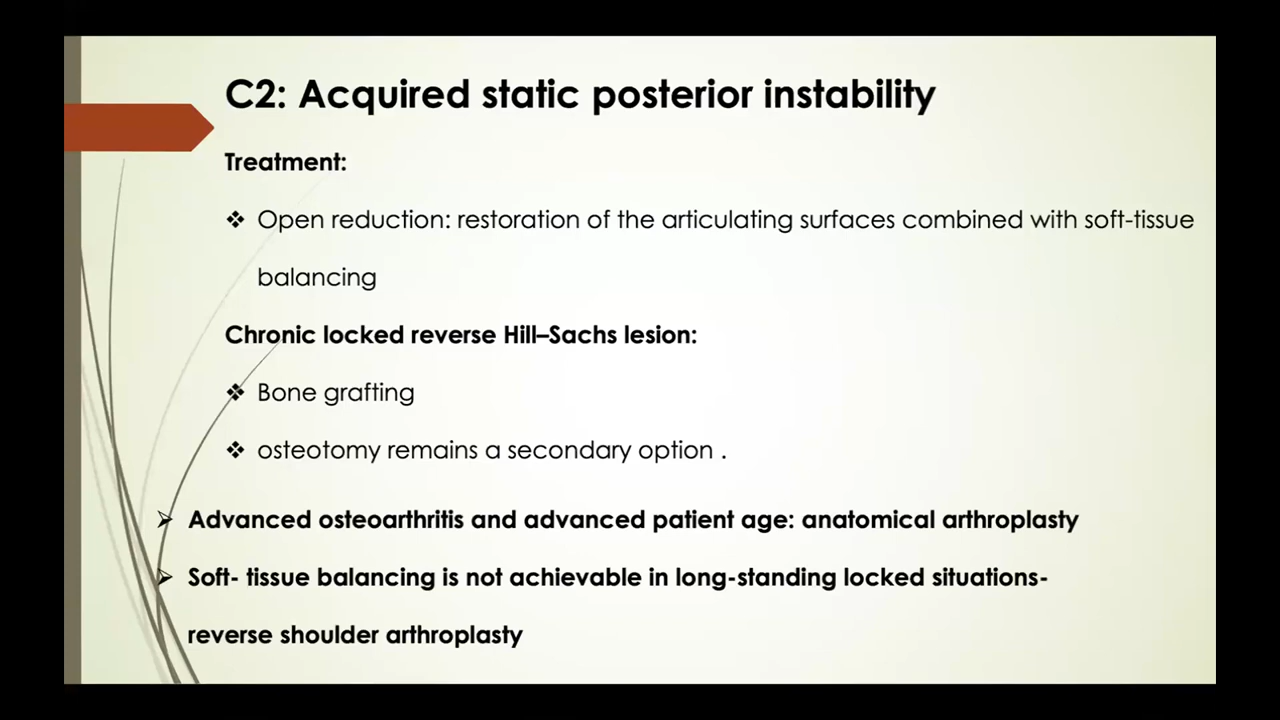 C2: Acquired static posterior instability
Treatment:
❖ Open reduction: restoration of the articulating surfaces combined with soft-tissue
balancing
Chronic locked reverse Hill–Sachs lesion:
❖ Bone grafting
❖ osteotomy remains a secondary option .
➢ Advanced osteoarthritis and advanced patient age: anatomical arthroplasty
➢ Soft- tissue balancing is not achievable in long-standing locked situations-
reverse shoulder arthroplasty